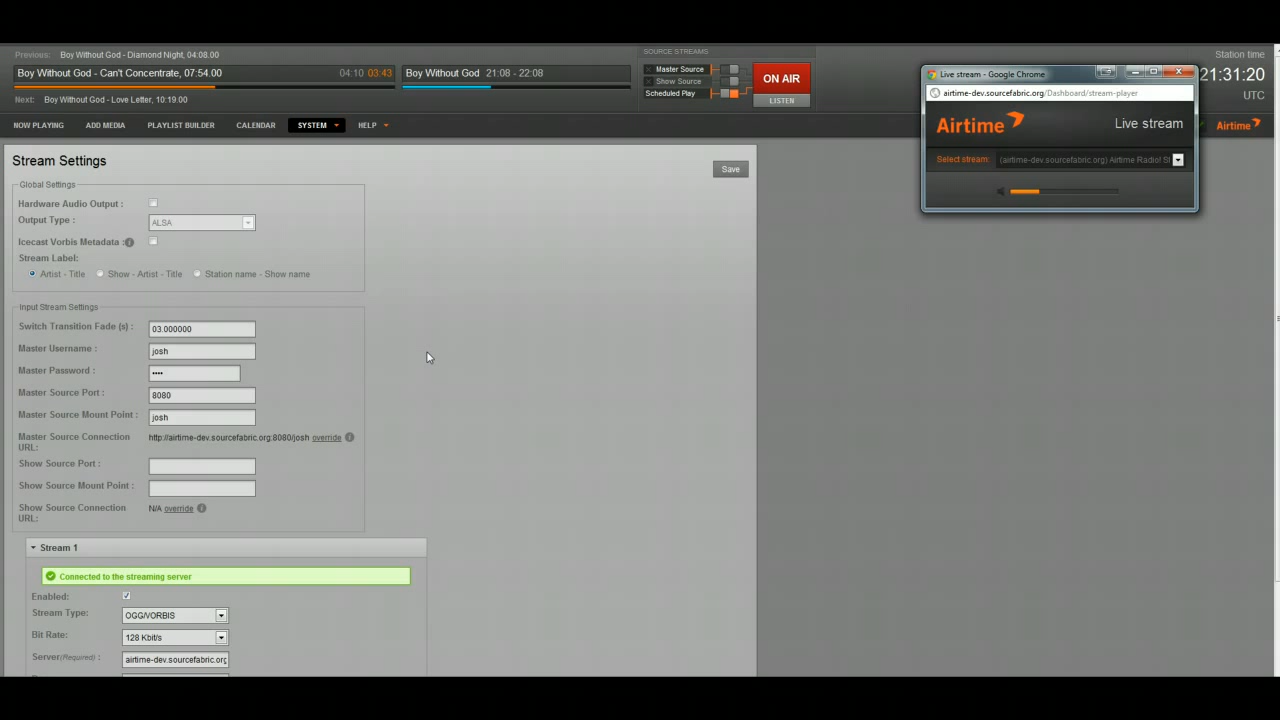 Previous: Boy Without God - Diamond Night, 04:08.00
Boy Without God - Can't Concentrate, 07:54.00 04:10 03:43
Next: Boy Without God - Love Letter, 10:19.00
Boy Without God 21:08 - 22:08
SOURCE STREAMS
Master Source
Show Source
Scheduled Play
ON AIR
LISTEN
Station time
21:31:20
UTC
Live stream - Google Chrome
airtime-dev.sourcefabric.org/Dashboard/stream-player
Airtime Live stream
Select stream: (airtime-dev.sourcefabric.org) Airtime Radio! St
NOW PLAYING ADD MEDIA PLAYLIST BUILDER CALENDAR SYSTEM HELP
Airtime
Stream Settings
Save
Global Settings
Hardware Audio Output :
Output Type : ALSA
Icecast Vorbis Metadata :
Stream Label:
Artist - Title Show - Artist - Title Station name - Show name
Input Stream Settings
Switch Transition Fade (s) : 03.000000
Master Username : josh
Master Password : ••••
Master Source Port : 8080
Master Source Mount Point : josh
Master Source Connection http://airtime-dev.sourcefabric.org:8080/josh override
URL:
Show Source Port :
Show Source Mount Point :
Show Source Connection N/A override
URL:
Stream 1
Connected to the streaming server
Enabled:
Stream Type: OGG/VORBIS
Bit Rate: 128 Kbit/s
Server(Required) : airtime-dev.sourcefabric.org